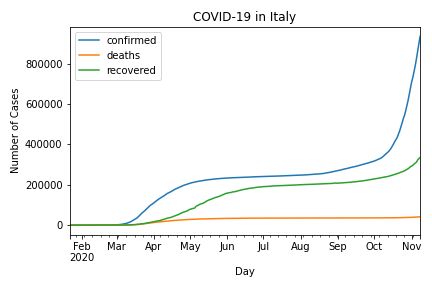 COVID-19 in Italy
confirmed
deaths
recovered
Number of Cases
800000
600000
400000
200000
0
Feb Mar Apr May Jun Jul Aug Sep Oct Nov
2020
Day